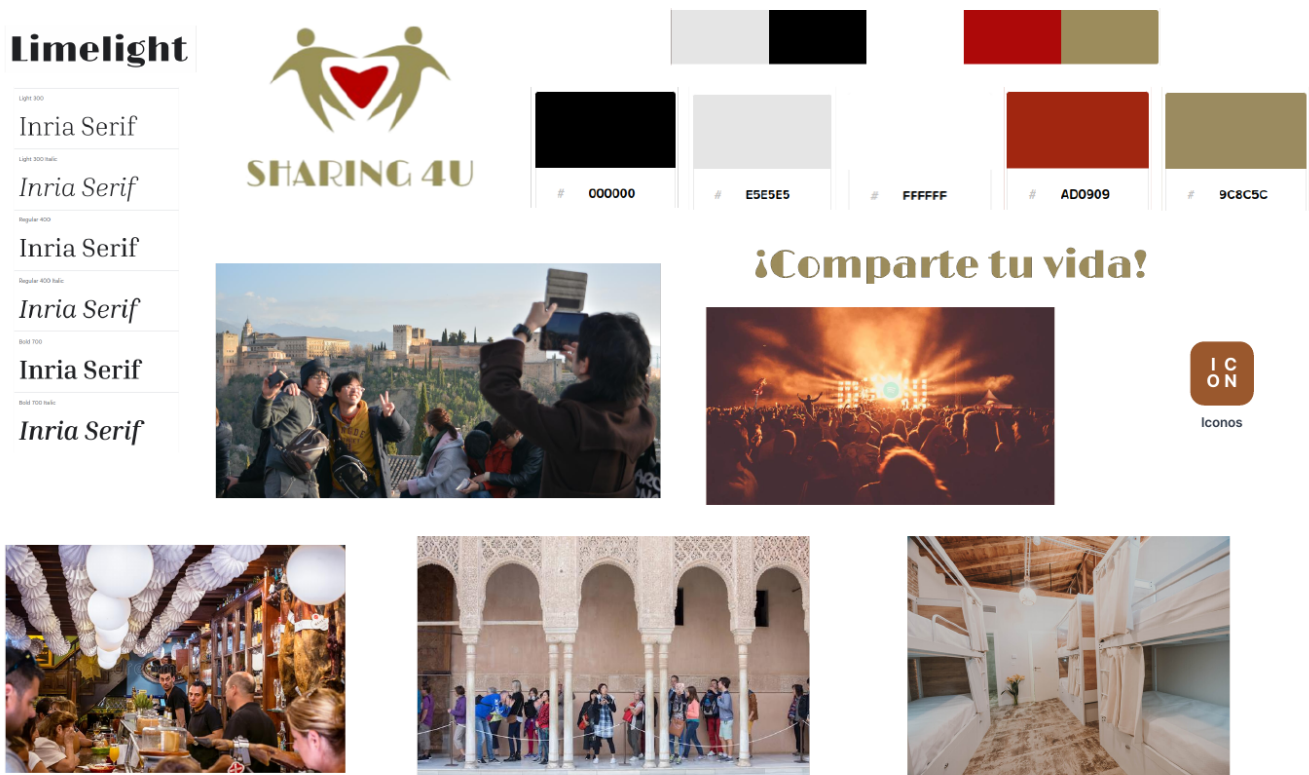 Limelight
Light 300
Inria Serif
Light 300 Italic
Inria Serif
Regular 400
Inria Serif
Regular 400 Italic
Inria Serif
Bold 700
Inria Serif
Bold 700 Italic
Inria Serif
SHARING 4U
# 000000
# E5E5E5
# FFFFFF
# AD0909
# 9C8C5C
¡Comparte tu vida!
I C
O N
Iconos